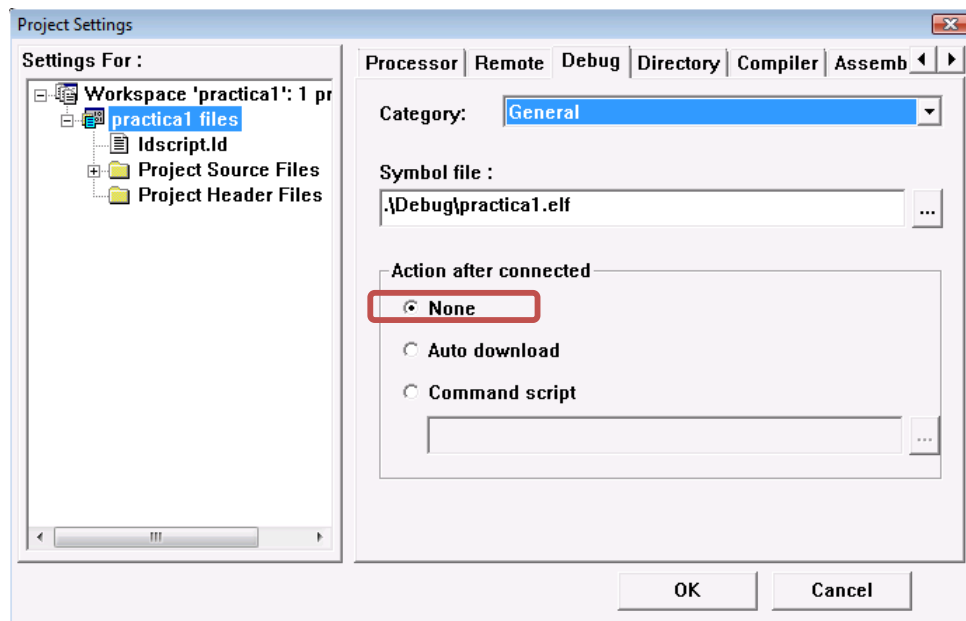 Project Settings
Settings For :
Workspace 'practica1': 1 pr
practica1 files
ldscript.ld
Project Source Files
Project Header Files
Processor Remote Debug Directory Compiler Assemb
Category: General
Symbol file :
.\Debug\practica1.elf
...
Action after connected
None
Auto download
Command script
...
OK Cancel